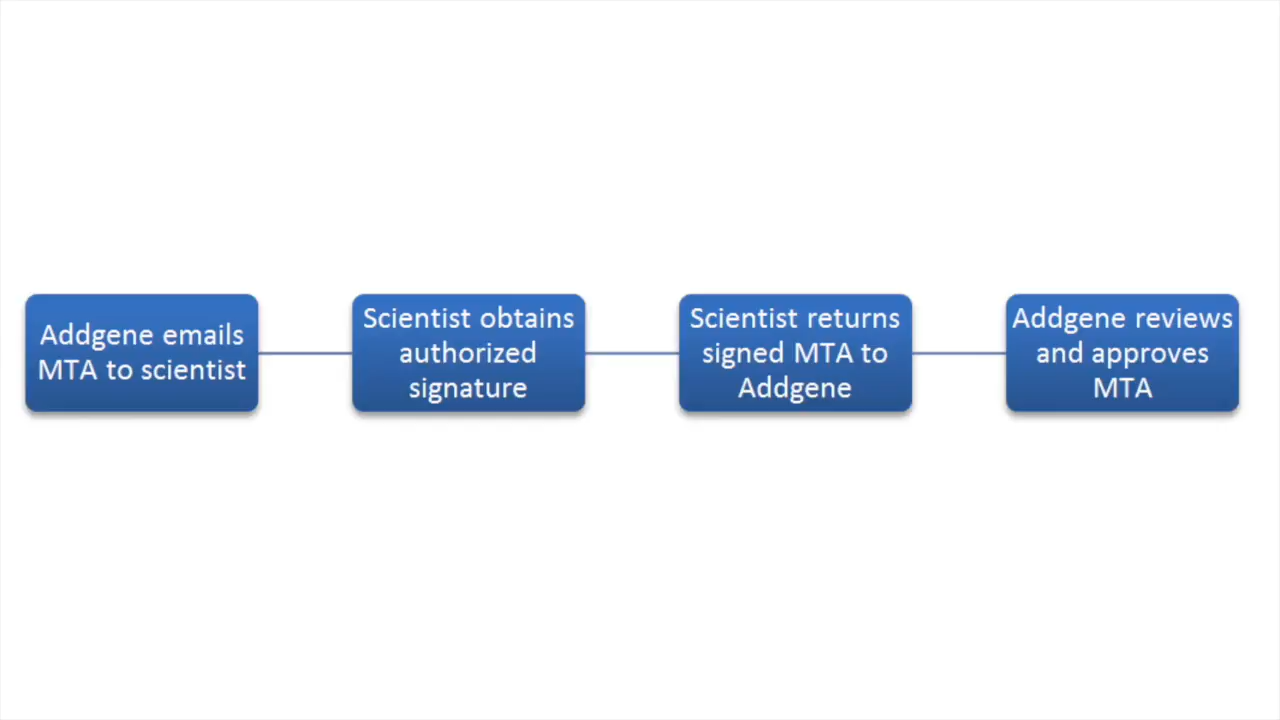 Addgene emails
MTA to scientist
Scientist obtains
authorized
signature
Scientist returns
signed MTA to
Addgene
Addgene reviews
and approves
MTA